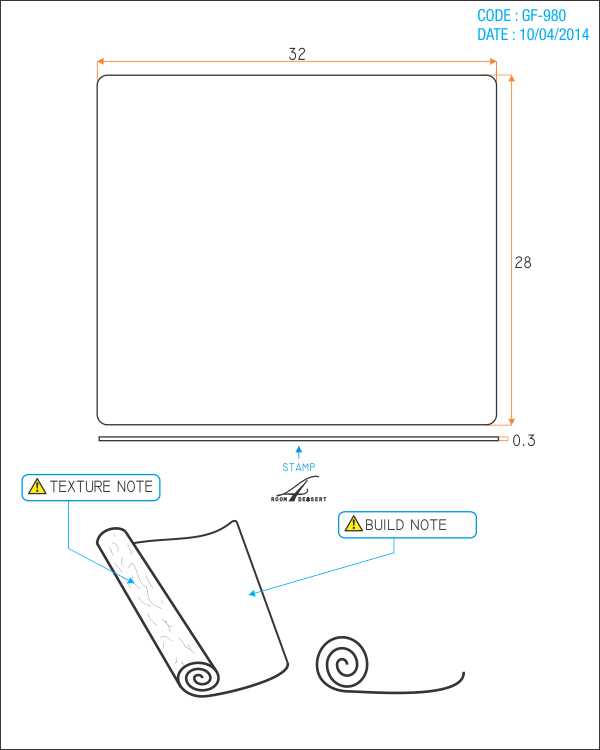 CODE : GF-980
DATE : 10/04/2014
32
28
0.3
STAMP
ROOM 4 DESSERT
TEXTURE NOTE
BUILD NOTE